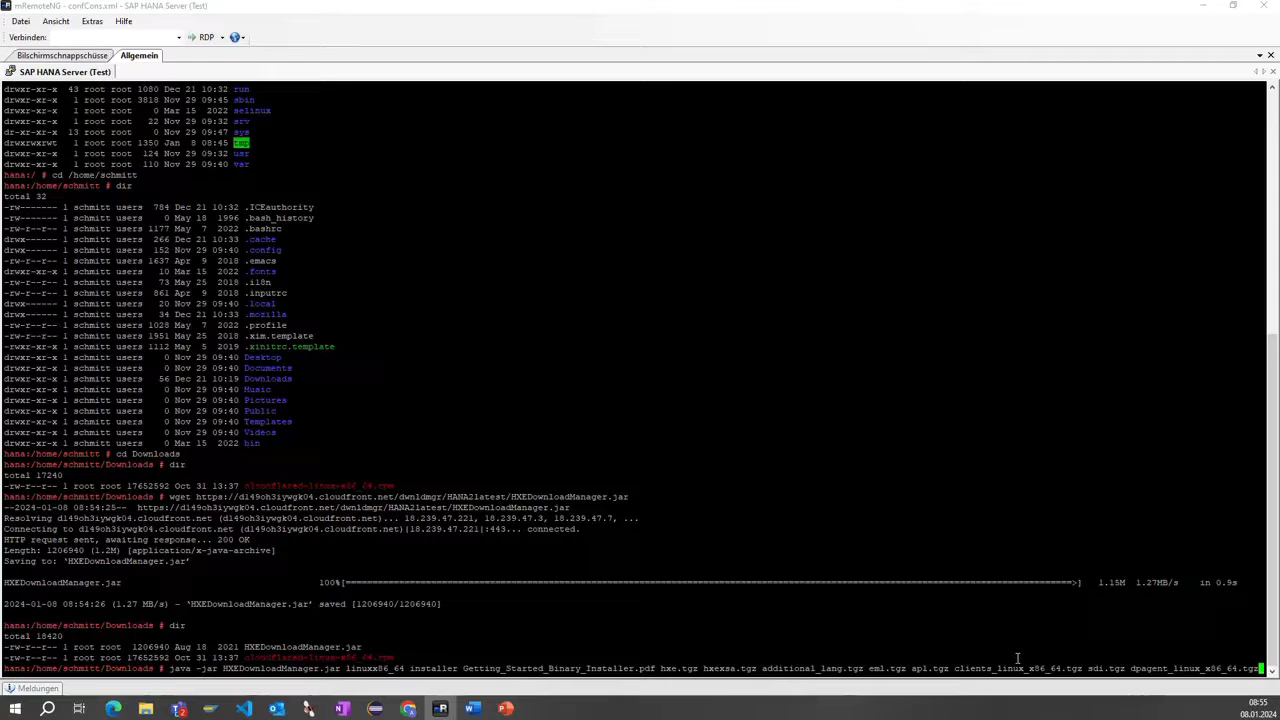 mRemoteNG - confCons.xml - SAP HANA Server (Test)
Datei Ansicht Extras Hilfe
Verbinden: RDP
Bilschirmschnappschüsse Allgemein
SAP HANA Server (Test)
drwxr-xr-x 43 root root 1080 Dec 21 10:32 run
drwxr-xr-x 1 root root 3818 Nov 29 09:45 sbin
drwxr-xr-x 1 root root 0 Mar 15 2022 selinux
drwxr-xr-x 1 root root 22 Nov 29 09:40 srv
dr-xr-xr-x 13 root root 0 Nov 29 09:47 sys
drwxrwxrwt 1 root root 1350 Jan 8 08:45 tmp
drwxr-xr-x 1 root root 124 Nov 29 09:40 usr
drwxr-xr-x 1 root root 110 Nov 29 09:40 var
hana:/ # cd /home/schmitt
hana:/home/schmitt # dir
total 32
-rw------- 1 schmitt users 784 Dec 21 10:32 .ICEauthority
-rw------- 1 schmitt users 0 May 18 1996 .bash_history
-rw-r--r-- 1 schmitt users 1177 May 7 2022 .bashrc
drwxr-xr-x 1 schmitt users 266 Dec 21 10:33 .cache
drwxr-xr-x 1 schmitt users 152 Nov 29 09:40 .config
-rw-r--r-- 1 schmitt users 1637 Apr 9 2018 .emacs
drwxr-xr-x 1 schmitt users 10 Mar 15 2022 .fonts
-rw-r--r-- 1 schmitt users 73 May 25 2018 .i18n
-rw-r--r-- 1 schmitt users 861 Apr 9 2018 .inputrc
drwx------ 1 schmitt users 20 Nov 29 09:40 .local
drwx------ 1 schmitt users 34 Dec 21 10:33 .mozilla
-rw-r--r-- 1 schmitt users 1028 May 7 2022 .profile
-rw-r--r-- 1 schmitt users 1951 May 25 2018 .xim.template
-rwxr-xr-x 1 schmitt users 1112 May 5 2019 .xinitrc.template
drwxr-xr-x 1 schmitt users 0 Nov 29 09:40 Desktop
drwxr-xr-x 1 schmitt users 0 Nov 29 09:40 Documents
drwxr-xr-x 1 schmitt users 56 Dec 21 10:19 Downloads
drwxr-xr-x 1 schmitt users 0 Nov 29 09:40 Music
drwxr-xr-x 1 schmitt users 0 Nov 29 09:40 Pictures
drwxr-xr-x 1 schmitt users 0 Nov 29 09:40 Public
drwxr-xr-x 1 schmitt users 0 Nov 29 09:40 Templates
drwxr-xr-x 1 schmitt users 0 Nov 29 09:40 Videos
drwxr-xr-x 1 schmitt users 0 Mar 15 2022 bin
hana:/home/schmitt # cd Downloads
hana:/home/schmitt/Downloads # dir
total 17240
-rw-r--r-- 1 root root 17652592 Oct 31 13:37 cloudflared-linux-x86_64.rpm
hana:/home/schmitt/Downloads # wget https://d149oh3iywgk04.cloudfront.net/dwnldmgr/HANA2latest/HXEDownloadManager.jar
--2024-01-08 08:54:25-- https://d149oh3iywgk04.cloudfront.net/dwnldmgr/HANA2latest/HXEDownloadManager.jar
Resolving d149oh3iywgk04.cloudfront.net (d149oh3iywgk04.cloudfront.net)... 18.239.47.221, 18.239.47.3, 18.239.47.7, ...
Connecting to d149oh3iywgk04.cloudfront.net (d149oh3iywgk04.cloudfront.net)|18.239.47.221|:443... connected.
HTTP request sent, awaiting response... 200 OK
Length: 1206940 (1.2M) [application/x-java-archive]
Saving to: ‘HXEDownloadManager.jar’
HXEDownloadManager.jar 100%[==========================================>] 1.15M 1.27MB/s in 0.9s
2024-01-08 08:54:26 (1.27 MB/s) - ‘HXEDownloadManager.jar’ saved [1206940/1206940]
hana:/home/schmitt/Downloads # dir
total 18420
-rw-r--r-- 1 root root 1206940 Aug 18 2021 HXEDownloadManager.jar
-rw-r--r-- 1 root root 17652592 Oct 31 13:37 cloudflared-linux-x86_64.rpm
hana:/home/schmitt/Downloads # java -jar HXEDownloadManager.jar linuxx86_64 installer Getting_Started_Binary_Installer.pdf hxe.tgz hxexsa.tgz additional_lang.tgz eml.tgz apl.tgz clients_linux_x86_64.tgz sdi.tgz dpagent_linux_x86_64.tgz
Meldungen
08:55
08.01.2024